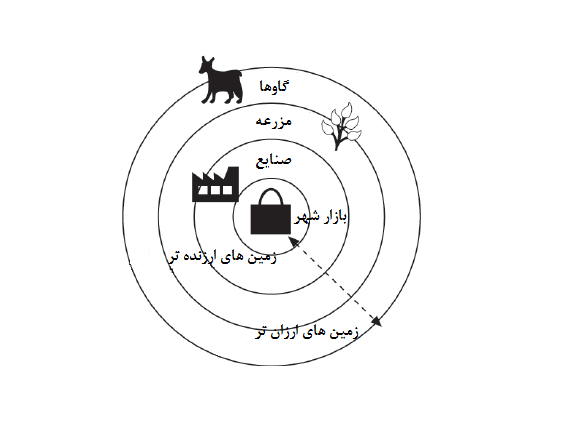 گاوها
مزرعه
صنایع
بازار شهر
زمین های ارزنده تر
زمین های ارزان تر